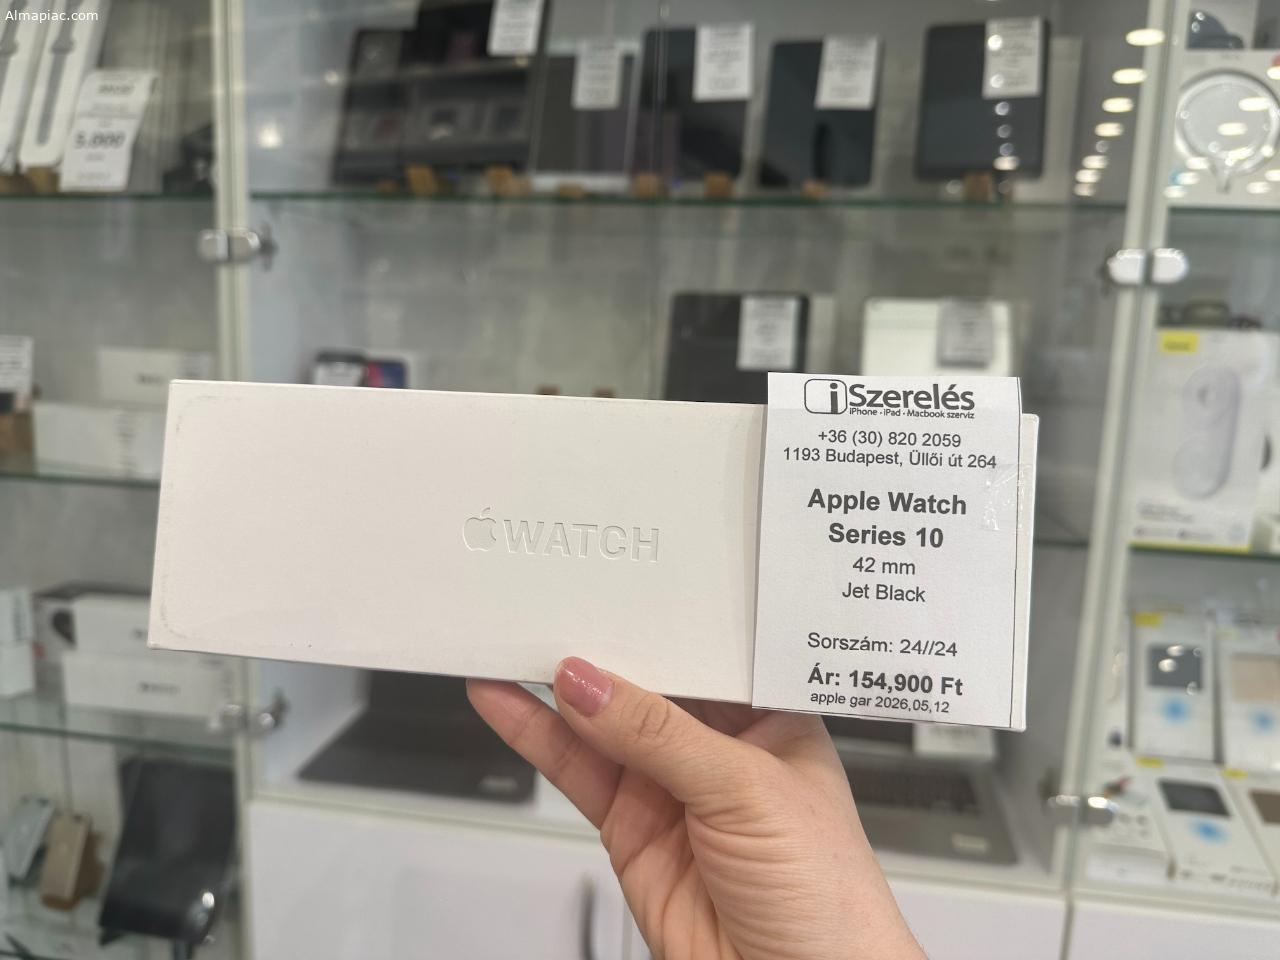 Almapiac.com
5.000
WATCH
iSzerelés
iPhone - iPad - Macbook szerviz
+36 (30) 820 2059
1193 Budapest, Üllői út 264
Apple Watch
Series 10
42 mm
Jet Black
Sorszám: 24//24
Ár: 154,900 Ft
apple gar 2026,05,12